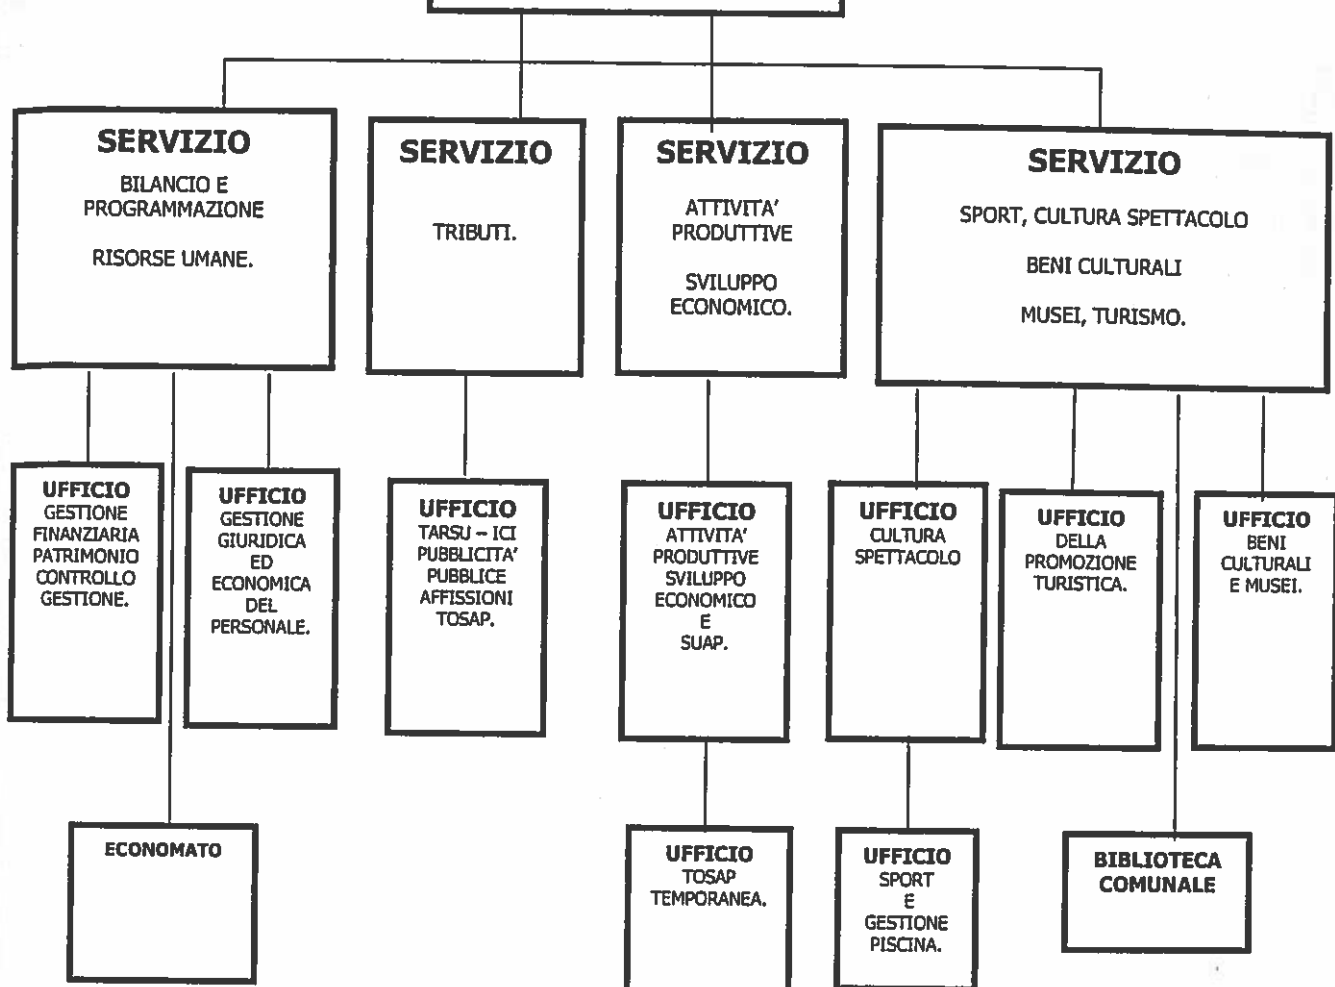 SERVIZIO
BILANCIO E
PROGRAMMAZIONE
RISORSE UMANE.
SERVIZIO
TRIBUTI.
SERVIZIO
ATTIVITA'
PRODUTTIVE
SVILUPPO
ECONOMICO.
SERVIZIO
SPORT, CULTURA SPETTACOLO
BENI CULTURALI
MUSEI, TURISMO.
UFFICIO
GESTIONE
FINANZIARIA
PATRIMONIO
CONTROLLO
GESTIONE.
UFFICIO
GESTIONE
GIURIDICA
ED
ECONOMICA
DEL
PERSONALE.
UFFICIO
TARSU – ICI
PUBBLICITA'
PUBBLICE
AFFISSIONI
TOSAP.
UFFICIO
ATTIVITA'
PRODUTTIVE
SVILUPPO
ECONOMICO
E
SUAP.
UFFICIO
CULTURA
SPETTACOLO
UFFICIO
DELLA
PROMOZIONE
TURISTICA.
UFFICIO
BENI
CULTURALI
E MUSEI.
ECONOMATO
UFFICIO
TOSAP
TEMPORANEA.
UFFICIO
SPORT
E
GESTIONE
PISCINA.
BIBLIOTECA
COMUNALE